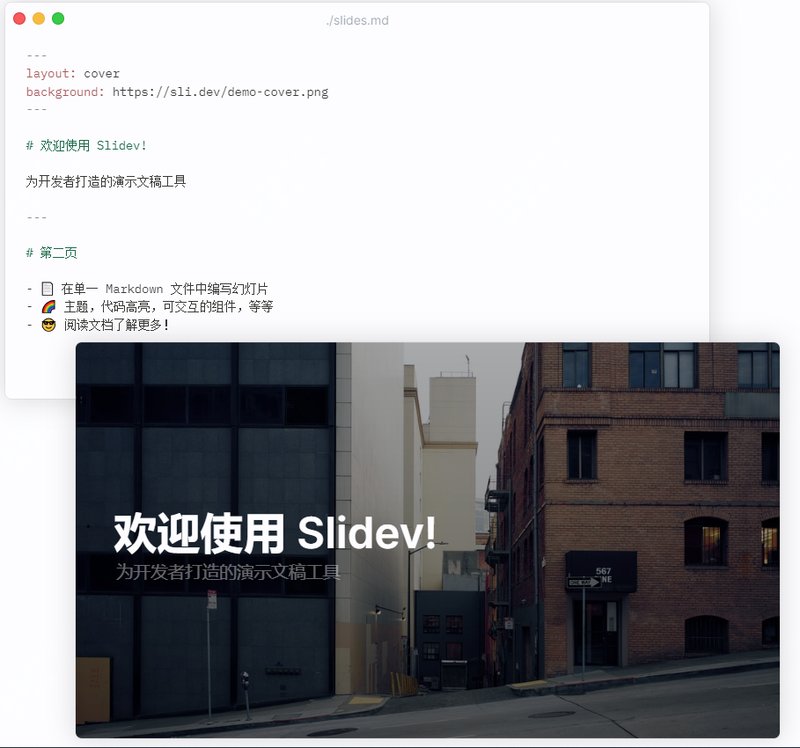 ./slides.md
---
layout: cover
background: https://sli.dev/demo-cover.png
---
# 欢迎使用 Slidev!
为开发者打造的演示文稿工具
---
# 第二页
- 📄 在单一 Markdown 文件中编写幻灯片
- 🌈 主题，代码高亮，可交互的组件，等等
- 😎 阅读文档了解更多!
欢迎使用 Slidev!
为开发者打造的演示文稿工具
567
ONE WAY